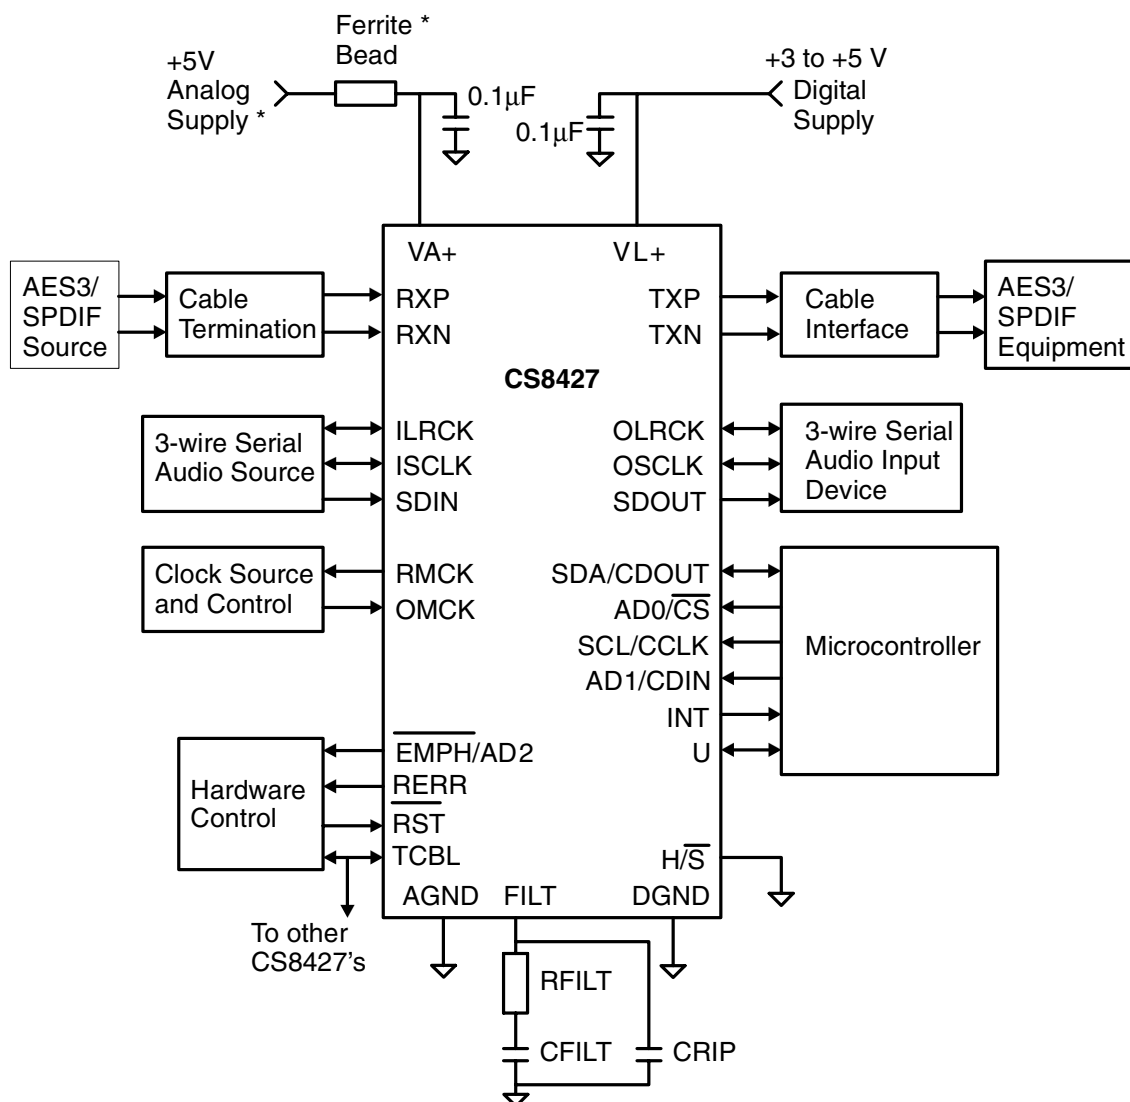 Ferrite *
Bead
+5V
Analog
Supply *
0.1µF
0.1µF
+3 to +5 V
Digital
Supply
VA+
VL+
AES3/
SPDIF
Source
Cable
Termination
RXP
RXN
TXP
TXN
Cable
Interface
AES3/
SPDIF
Equipment
CS8427
3-wire Serial
Audio Source
ILRCK
ISCLK
SDIN
OLRCK
OSCLK
SDOUT
3-wire Serial
Audio Input
Device
Clock Source
and Control
RMCK
OMCK
SDA/CDOUT
AD0/C̅S̅
SCL/CCLK
AD1/CDIN
INT
U
Microcontroller
Hardware
Control
E̅M̅P̅H̅/AD2
RERR
R̅S̅T̅
TCBL
H/S̅
AGND
FILT
DGND
To other
CS8427's
RFILT
CFILT
CRIP